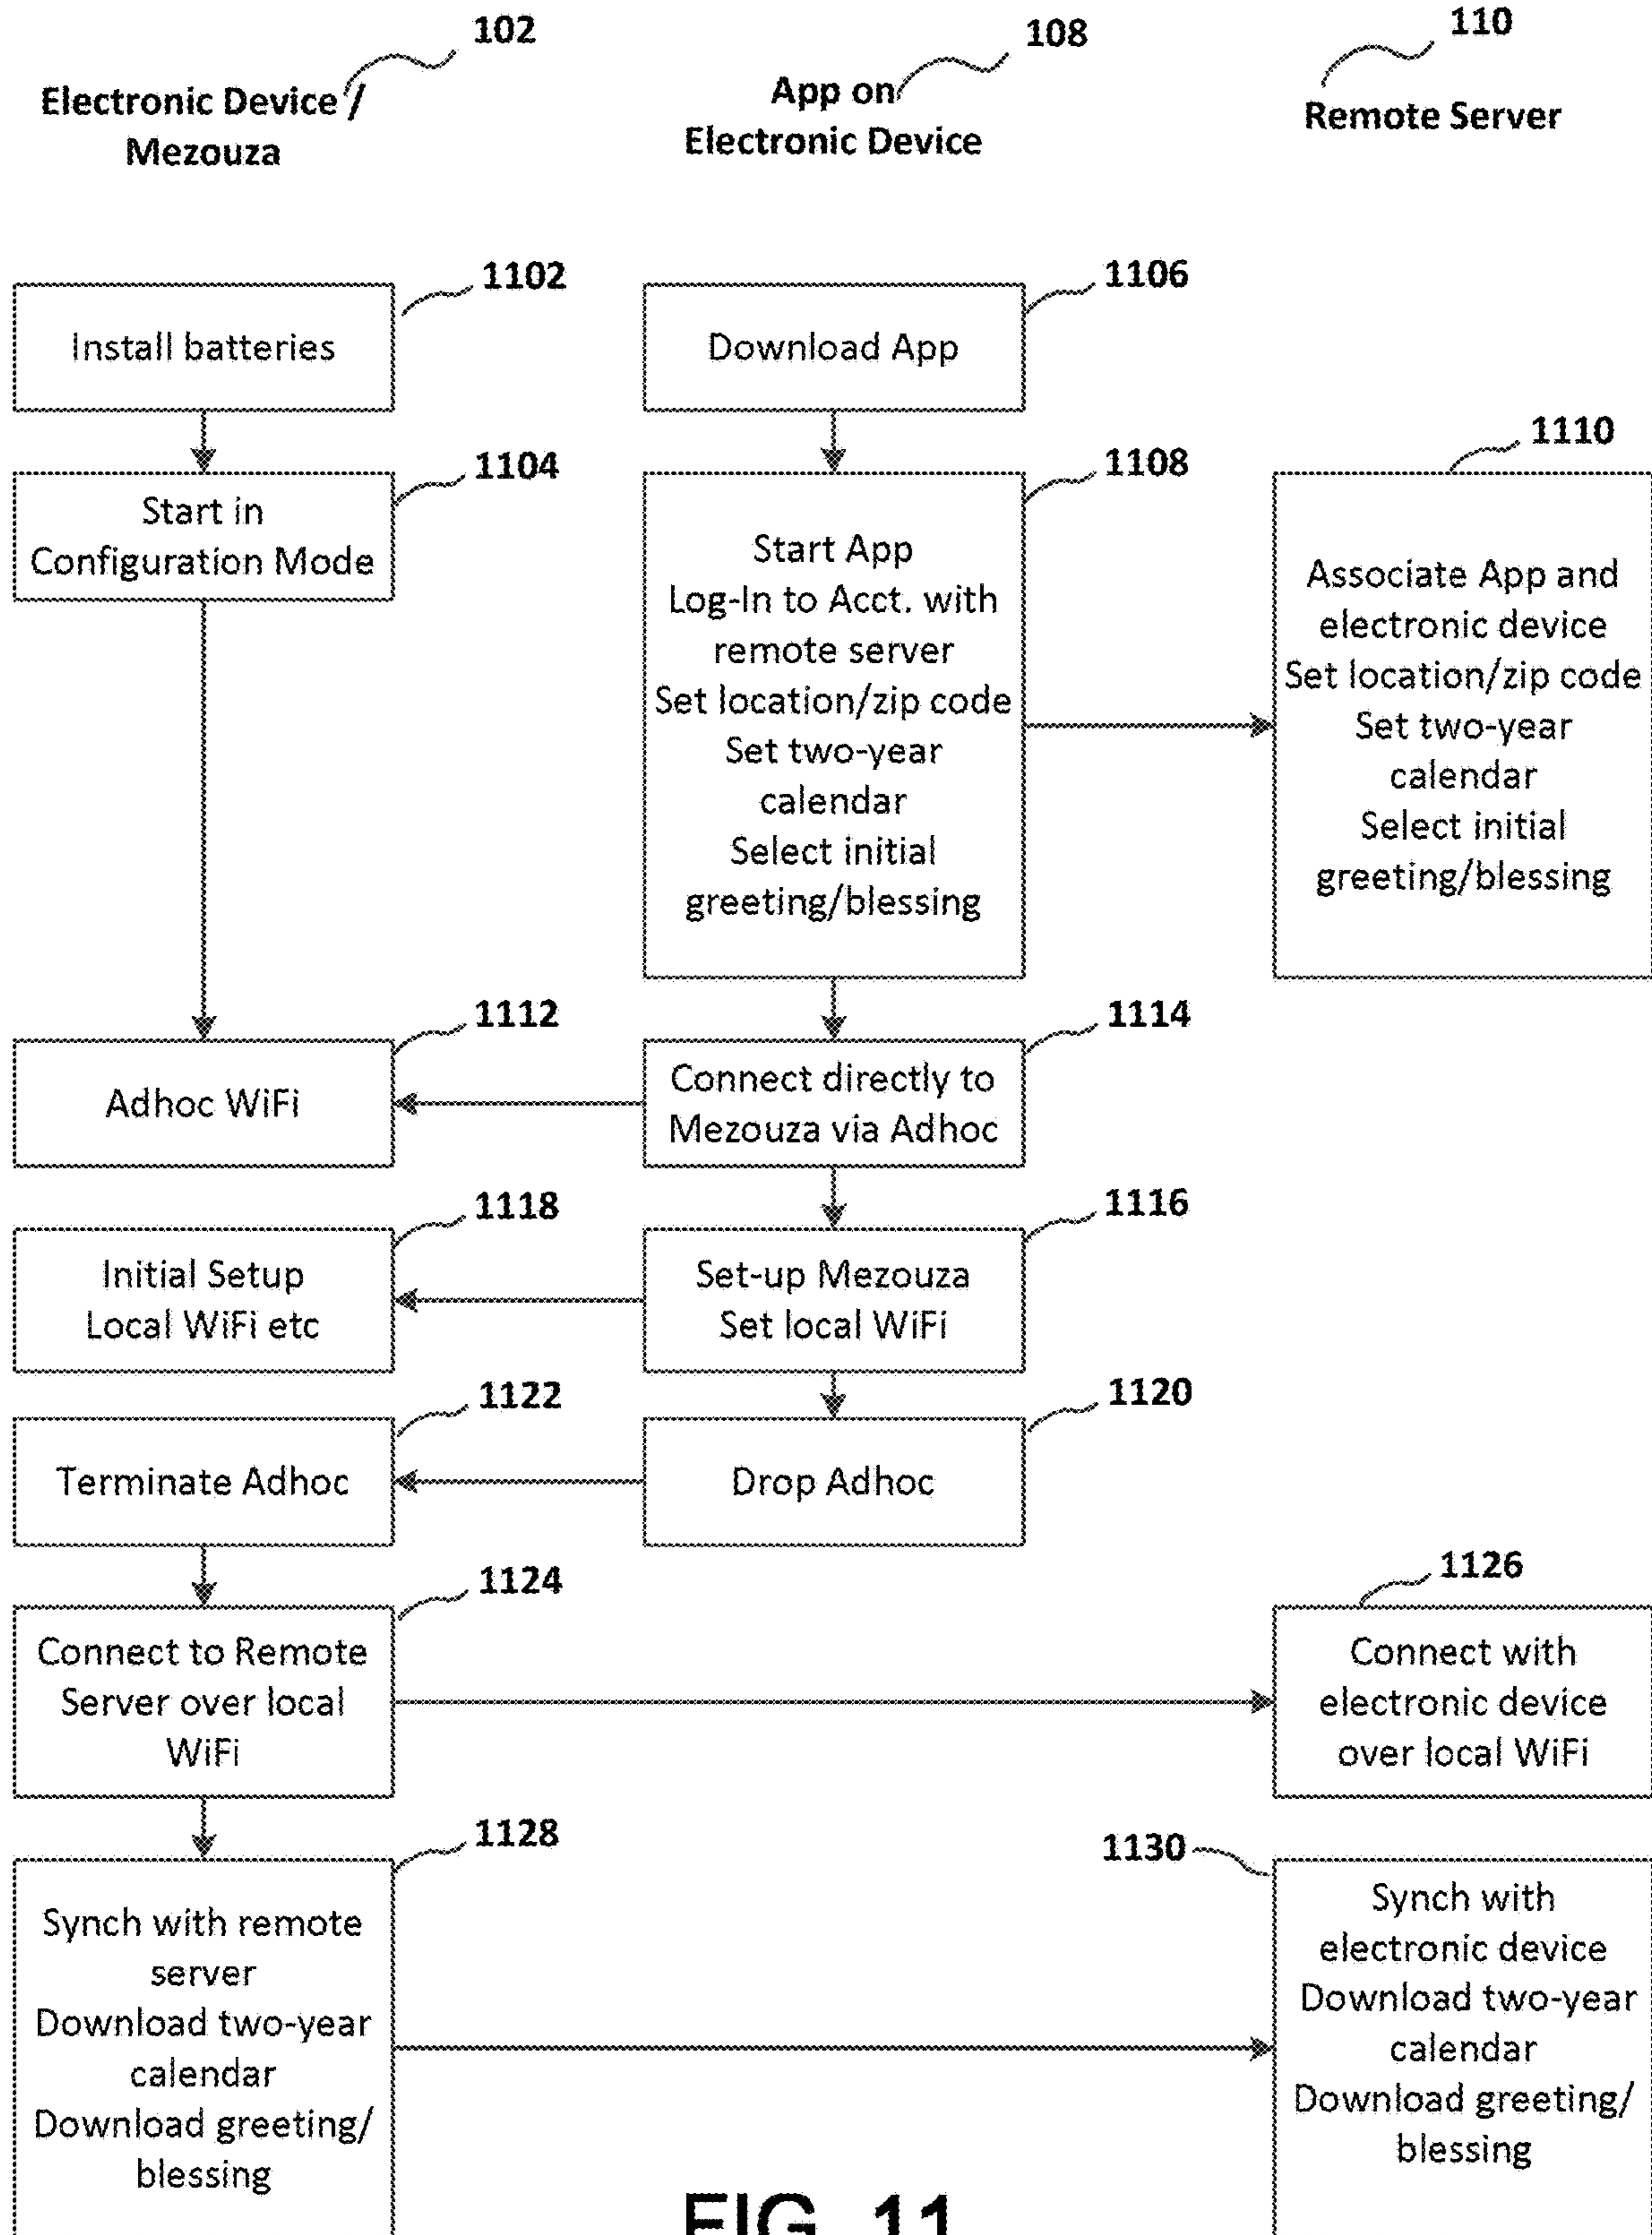 102
Electronic Device /
Mezouza
108
App on
Electronic Device
110
Remote Server
1102
Install batteries
1106
Download App
1104
Start in
Configuration Mode
1108
Start App
Log-In to Acct. with
remote server
Set location/zip code
Set two-year
calendar
Select initial
greeting/blessing
1110
Associate App and
electronic device
Set location/zip code
Set two-year
calendar
Select initial
greeting/blessing
1112
Adhoc WiFi
1114
Connect directly to
Mezouza via Adhoc
1118
Initial Setup
Local WiFi etc
1116
Set-up Mezouza
Set local WiFi
1122
Terminate Adhoc
1120
Drop Adhoc
1124
Connect to Remote
Server over local
WiFi
1126
Connect with
electronic device
over local WiFi
1128
Synch with remote
server
Download two-year
calendar
Download greeting/
blessing
1130
Synch with
electronic device
Download two-year
calendar
Download greeting/
blessing
FIG. 11